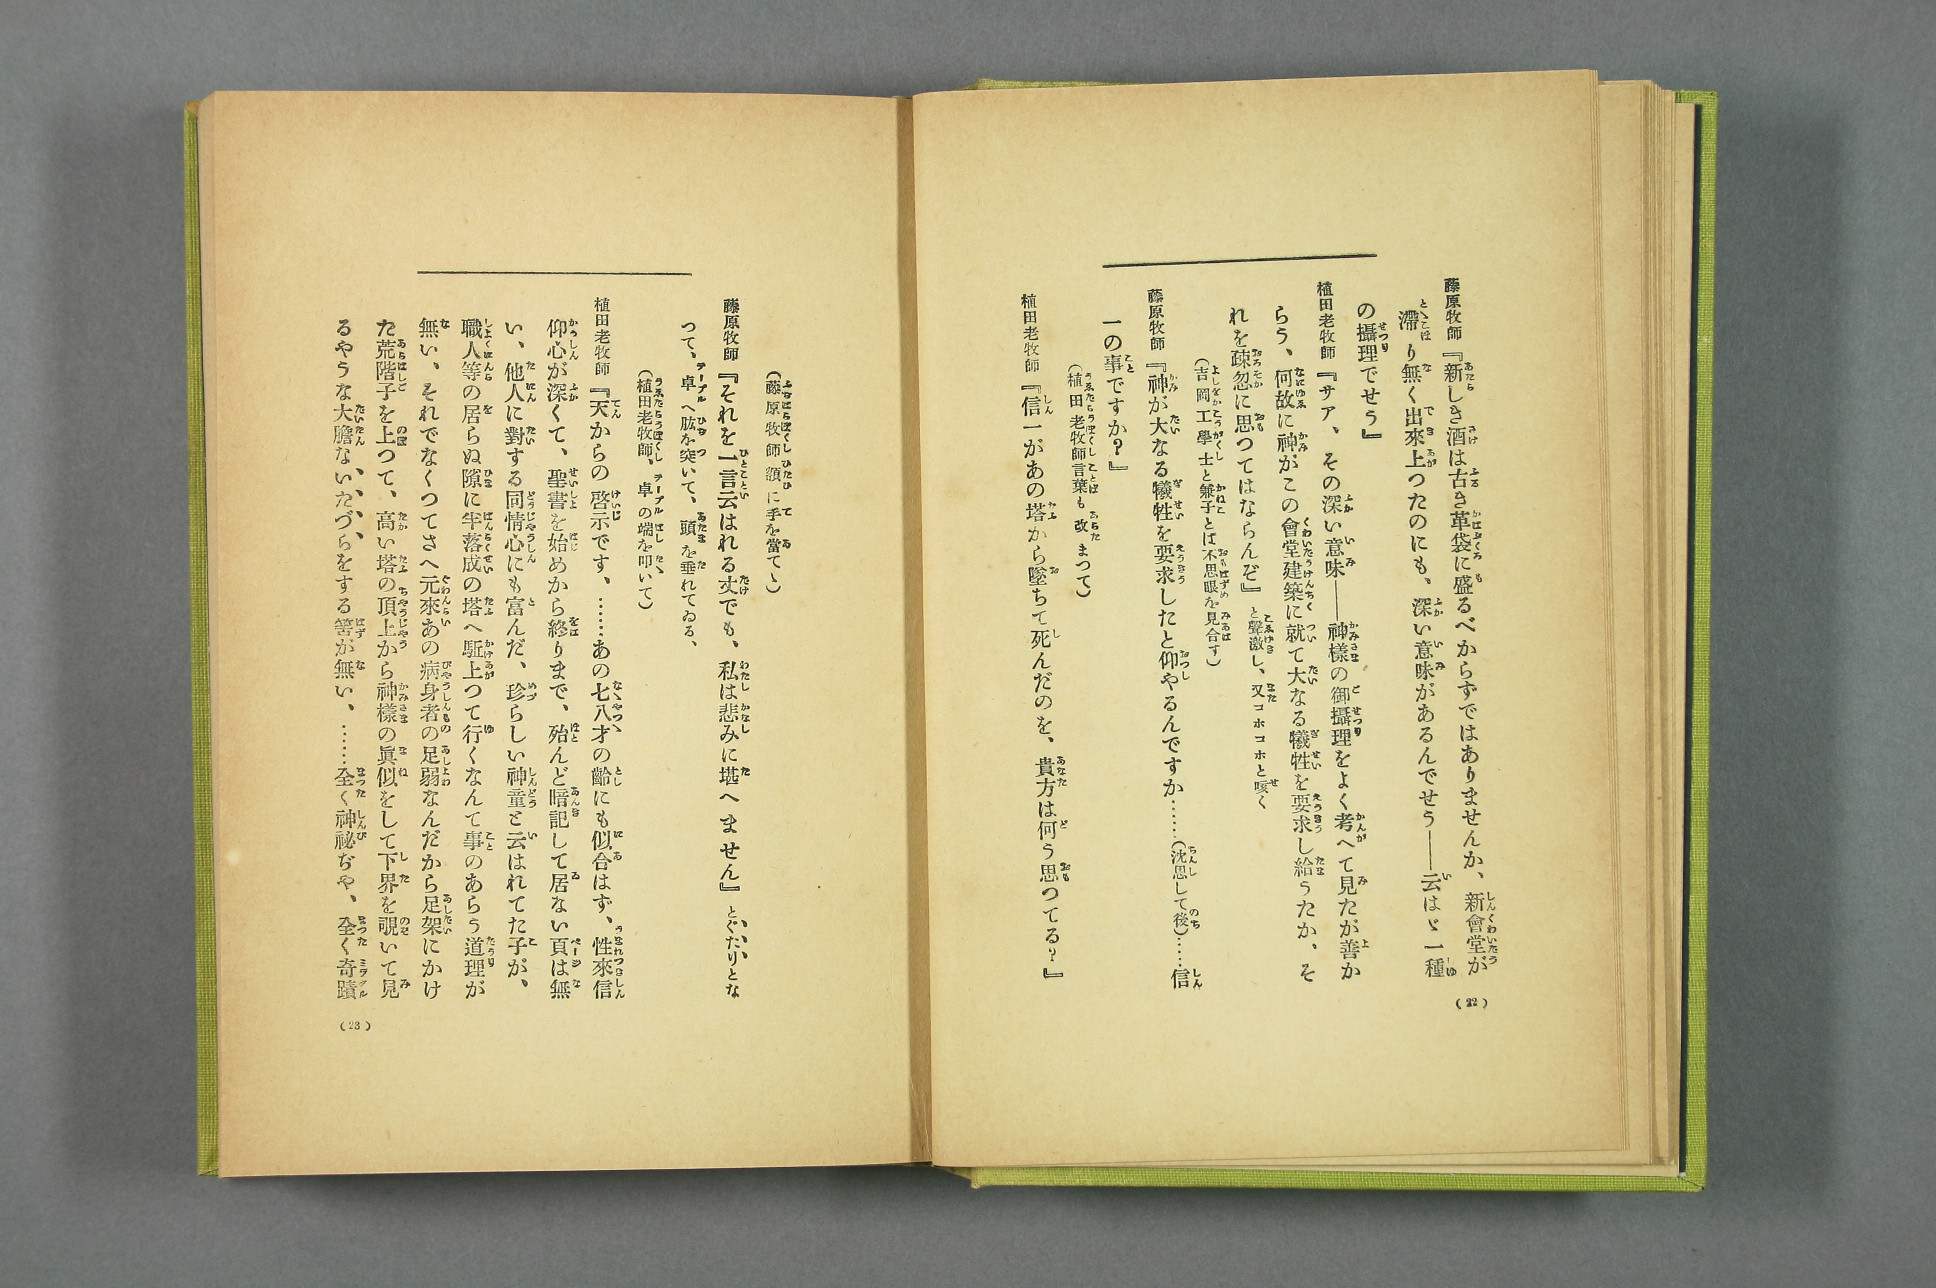 藤原牧師『新しき酒は古き革袋に盛るべからずではありませんか、新會堂が
滯り無く出來上つたのにも、深い意味があるんでせう――云はゞ一種
の攝理でせう』
植田老牧師『サア、その深い意味――神樣の御攝理をよく考へて見たが善か
らう、何故に神がこの會堂建築に就て大なる犧牲を要求し給うたか、そ
れを疎忽に思つてはならんぞ』と聲激し、又コホコホと咳く
(吉岡工學士と兼子とは不思眼を見合す)
藤原牧師『神が大なる犧牲を要求したと仰やるんですか……(沈思して後)……信
一の事ですか?』
(植田老牧師言葉も改まつて)
植田老牧師『信一があの塔から墜ちて死んだのを、貴方は何う思つてる?』
(22)
(藤原牧師額に手を當てゝ)
藤原牧師『それを一言云はれる丈でも、私は悲みに堪へません』とぐたりとな
つて、卓へ肱を突いて、頭を垂れてゐる、
(植田老牧師、卓の端を叩いて)
植田老牧師『天からの啓示です、……あの七八才の齡にも似合はず、性來信
仰心が深くて、聖書を始めから終りまで、殆んど暗記して居ない頁は無
い、他人に對する同情心にも富んだ、珍らしい神童と云はれてた子が、
職人等の居らぬ隙に半落成の塔へ駈上つて行くなんて事のあらう道理が
無い、それでなくつてさへ元來あの病身者の足弱なんだから足架にかけ
た荒階子を上つて、高い塔の頂上から神樣の眞似をして下界を覗いて見
るやうな大膽ないたづらをする筈が無い、……全く神祕ぢや、全く奇蹟
(23)